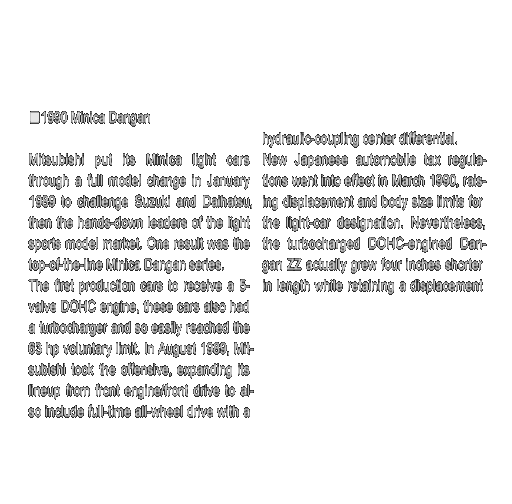 □1990 Minica Dangan
Mitsubishi put its Minica light cars
through a full model change in January
1989 to challenge Suzuki and Daihatsu,
then the hands-down leaders of the light
sports model market. One result was the
top-of-the-line Minica Dangan series.
The first production cars to receive a 5-
valve DOHC engine, these cars also had
a turbocharger and so easily reached the
63 hp voluntary limit. In August 1989, Mit-
subishi took the offensive, expanding its
lineup from front engine/front drive to al-
so include full-time all-wheel drive with a
hydraulic-coupling center differential.
New Japanese automobile tax regula-
tions went into effect in March 1990, rais-
ing displacement and body size limits for
the light-car designation. Nevertheless,
the turbocharged DOHC-engined Dan-
gan ZZ actually grew four inches shorter
in length while retaining a displacement